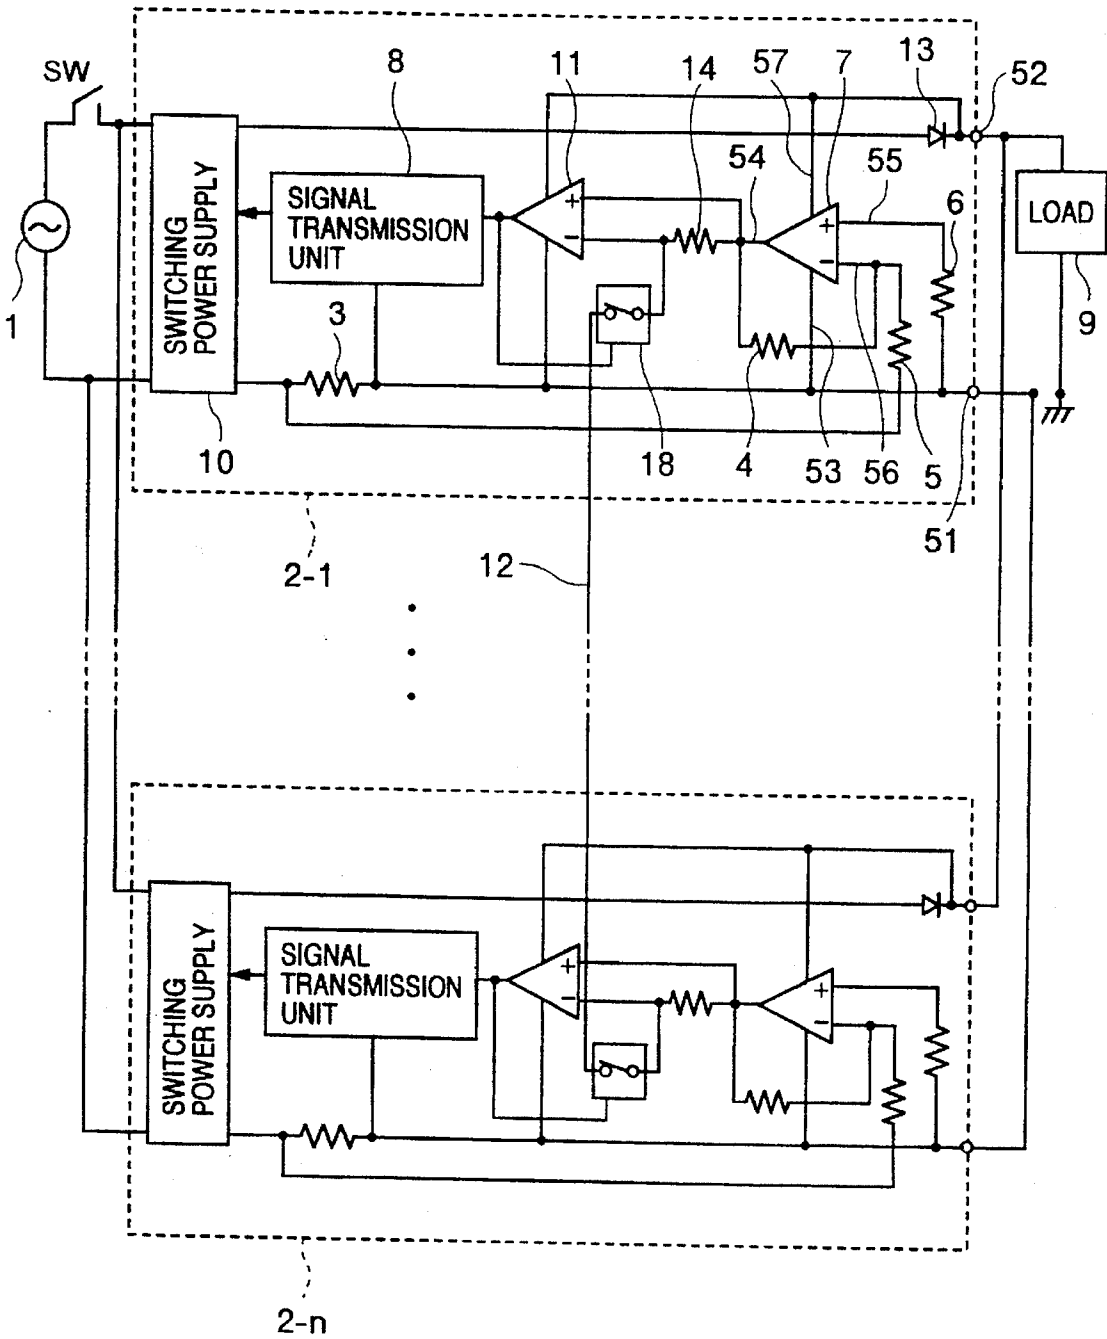 SW
8
11
14
57
7
13
52
SWITCHING
POWER SUPPLY
SIGNAL
TRANSMISSION
UNIT
+
−
54
+
−
55
6
LOAD
1
3
9
10
18
4
53
56
5
51
2-1
12
SWITCHING
POWER SUPPLY
SIGNAL
TRANSMISSION
UNIT
+
−
+
−
2-n